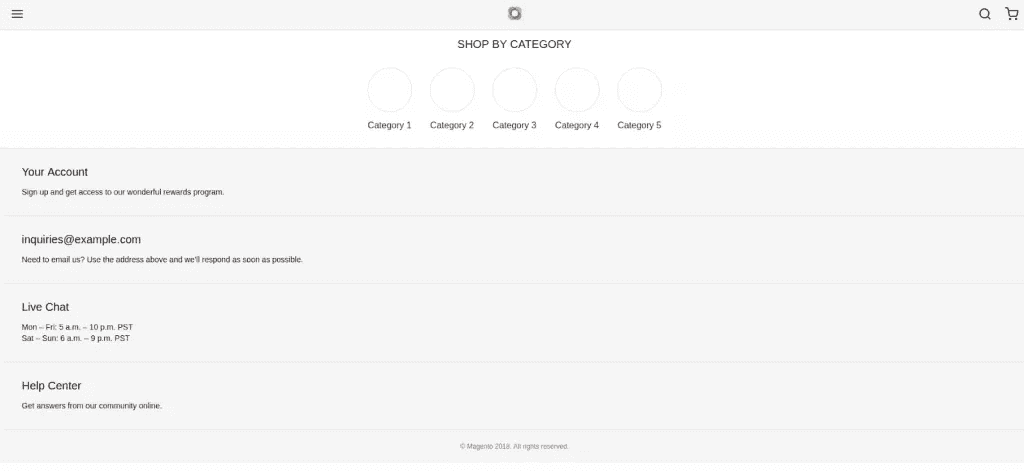 SHOP BY CATEGORY
Category 1 Category 2 Category 3 Category 4 Category 5
Your Account
Sign up and get access to our wonderful rewards program.
inquiries@example.com
Need to email us? Use the address above and we'll respond as soon as possible.
Live Chat
Mon – Fri: 5 a.m. – 10 p.m. PST
Sat – Sun: 6 a.m. – 9 p.m. PST
Help Center
Get answers from our community online.
© Magento 2018. All rights reserved.